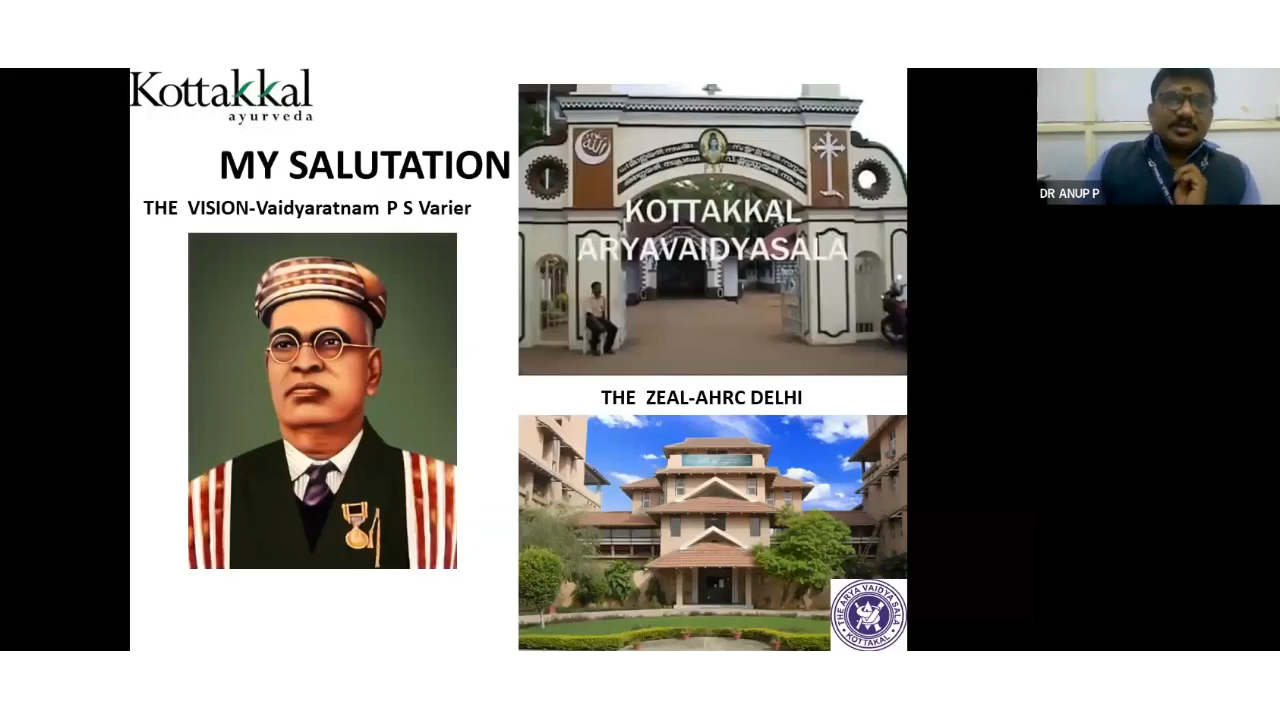 Kottakkal
ayurveda
MY SALUTATION
THE VISION-Vaidyaratnam P S Varier
KOTTAKKAL
ARYAVAIDYASALA
P S V
THE ZEAL-AHRC DELHI
THE ARYA VAIDYA SALA
KOTTAKAL
DR ANUP P